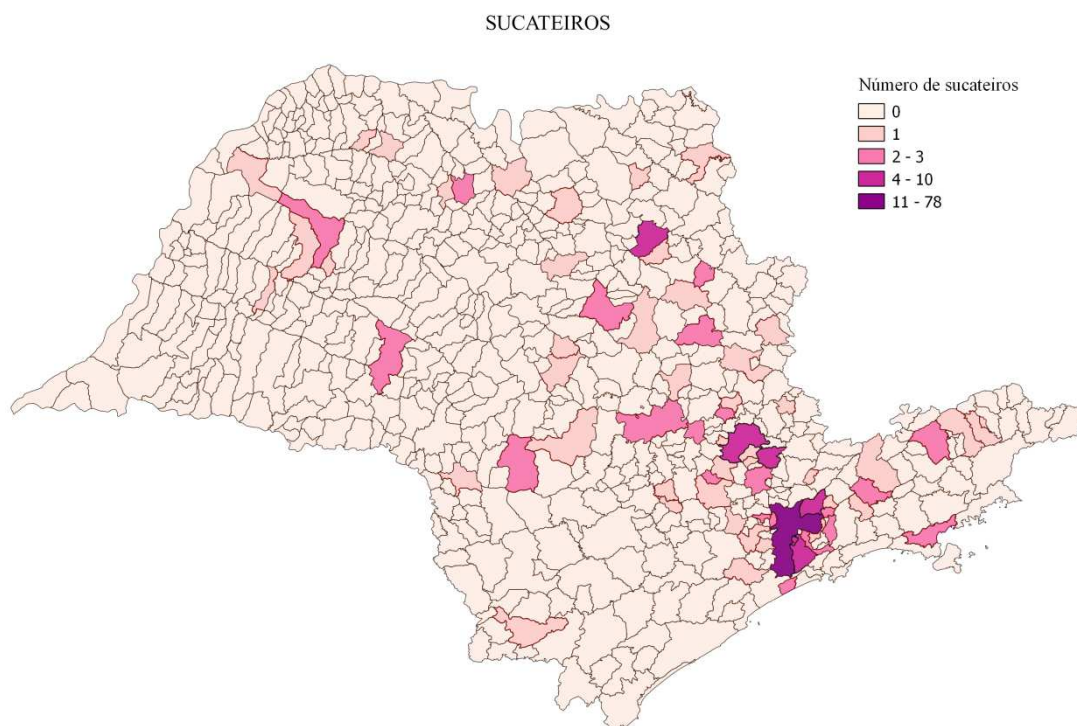 SUCATEIROS
Número de sucateiros
0
1
2 - 3
4 - 10
11 - 78